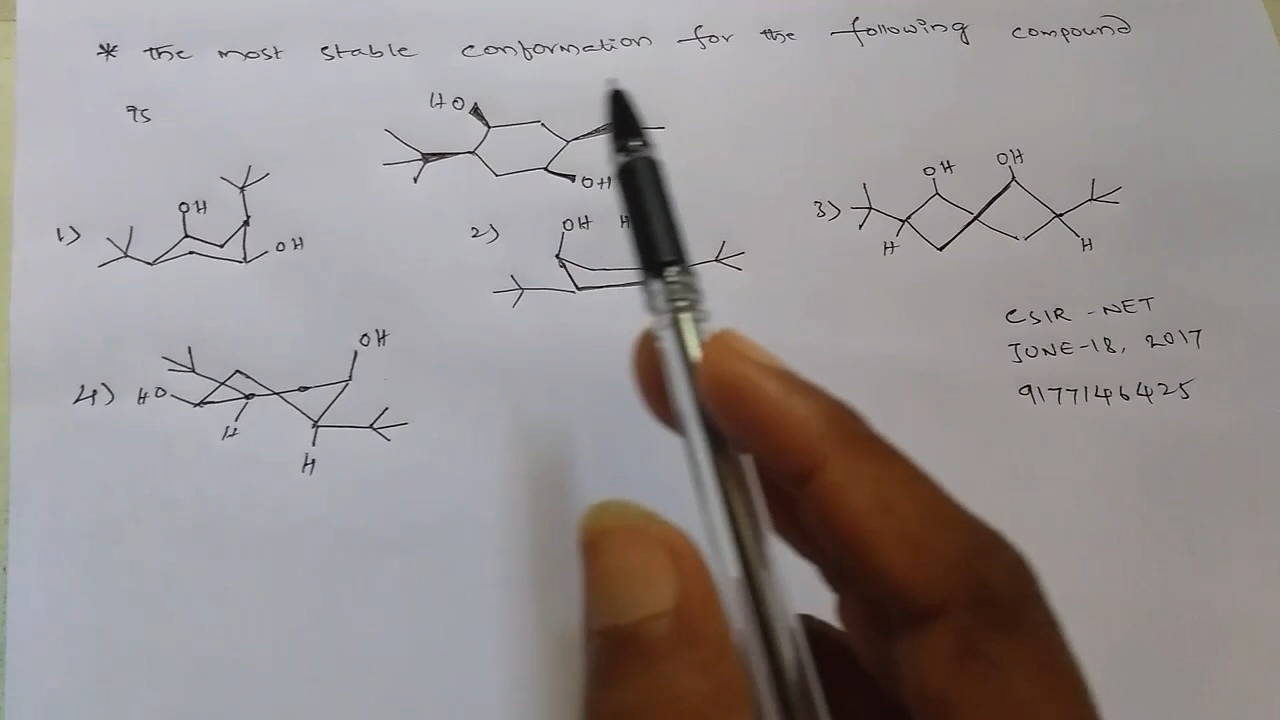 * the most stable conformation for the following compound
is
HO
OH
1) OH OH
2) OH H
3) OH OH H H
4) HO OH H H
CSIR - NET
JUNE-18, 2017
9177146425